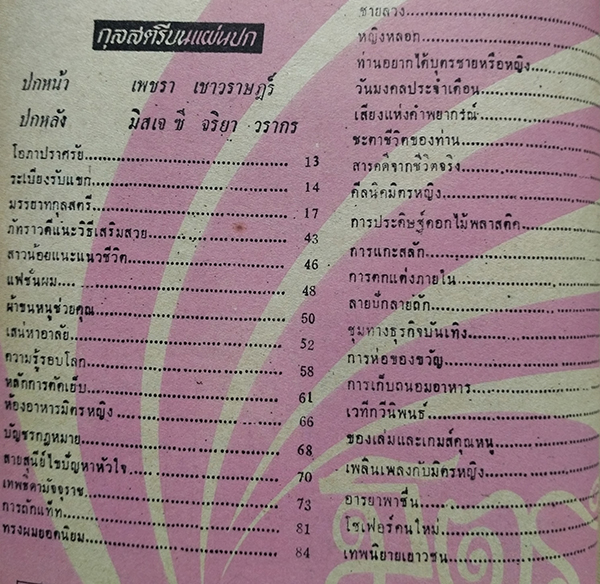 กุลสตรีบนแผ่นปก
ปกหน้า เพชรา เชาวราษฎร์
ปกหลัง มิสเจ ซี จริยา วรากร
โอภาปราศรัย 13
ระเบียงรับแขก 14
มรรยาทกุลสตรี 17
ภัทราวดีแนะวิธีเสริมสวย 43
สาวน้อยแนะแนวชีวิต 46
แฟชั่นผม 48
ผ้าขนหนูช่วยคุณ 50
เสน่หาอาลัย 52
ความรู้รอบโลก 58
หลักการตัดเย็บ 61
ห้องอาหารมิตรหญิง 66
บัญชรกฎหมาย 68
สายสุนีย์ไขปัญหาหัวใจ 70
เทพธิดามัจจุราช 73
การถักแท็ท 81
ทรงผมยอดนิยม 84
ชายลวง
หญิงหลอก
ท่านอยากได้บุตรชายหรือหญิง
วันมงคลประจำเดือน
เสียงแห่งคำพยากรณ์
ชะตาชีวิตของท่าน
สารคดีจากชีวิตจริง
คลีนิคมิตรหญิง
การประดิษฐ์ดอกไม้พลาสติค
การแกะสลัก
การตกแต่งภายใน
ลายปักลายถัก
ชุมทางธุรกิจบันเทิง
การห่อของขวัญ
การเก็บถนอมอาหาร
เวทีกวีนิพนธ์
ของเล่นและเกมส์คุณหนู
เพลินเพลงกับมิตรหญิง
อารยาพาชื่น
โชเฟอร์คนใหม่
เทพนิยายเยาวชน